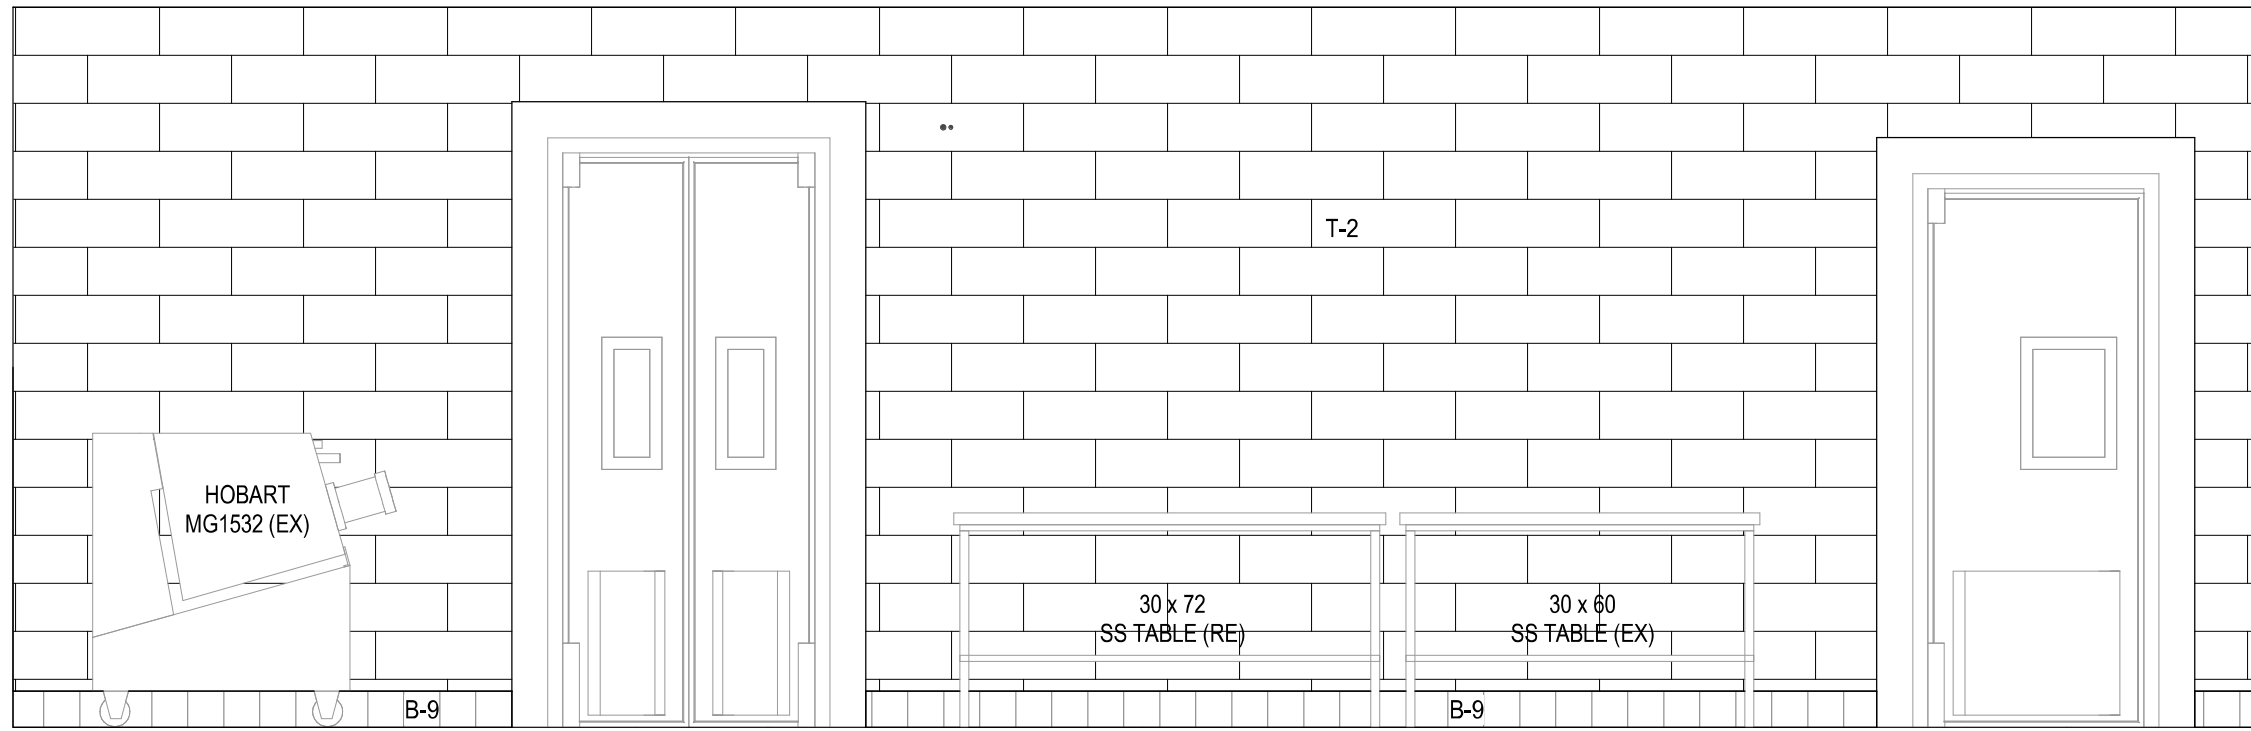 T-2
HOBART
MG1532 (EX)
30 x 72
SS TABLE (RE)
30 x 60
SS TABLE (EX)
B-9
B-9